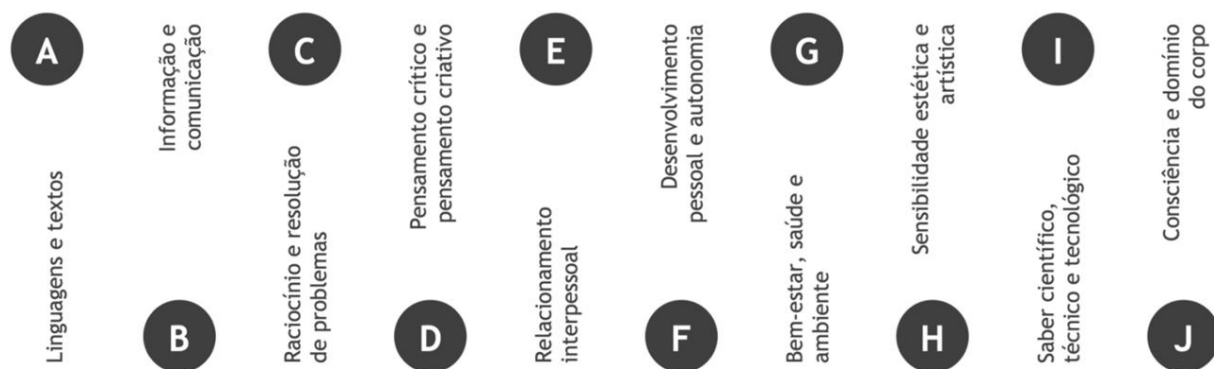 A
Linguagens e textos
B
Informação e
comunicação
C
Raciocínio e resolução
de problemas
D
Pensamento crítico e
pensamento criativo
E
Relacionamento
interpessoal
F
Desenvolvimento
pessoal e autonomia
G
Bem-estar, saúde e
ambiente
H
Sensibilidade estética e
artística
I
Saber científico,
técnico e tecnológico
J
Consciência e domínio
do corpo